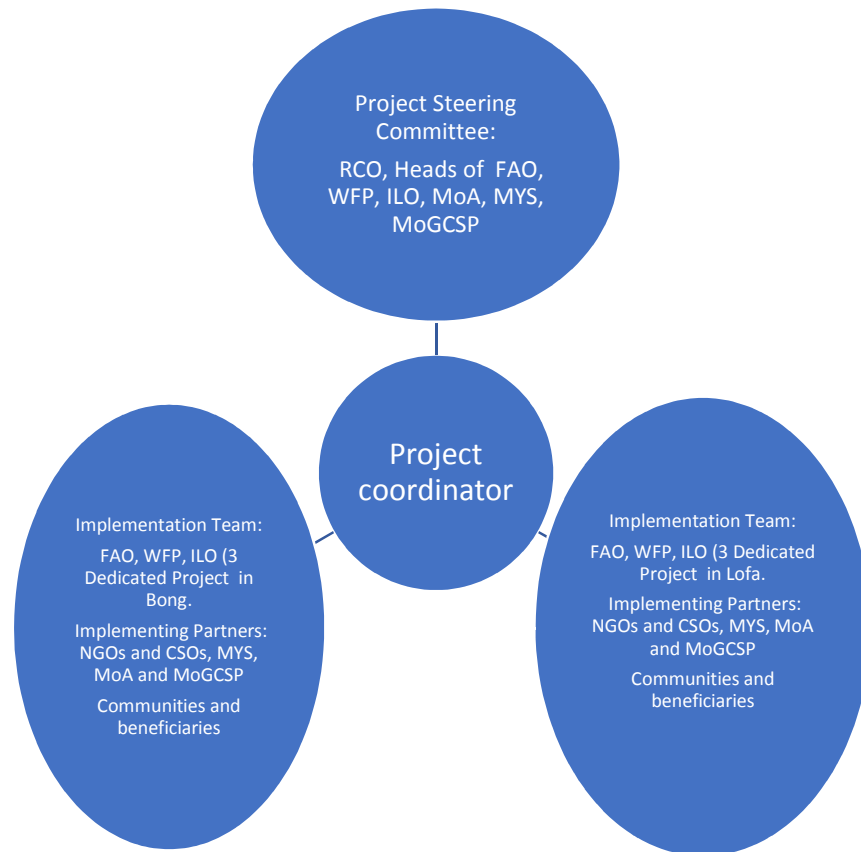 Project Steering
Committee:
RCO, Heads of FAO,
WFP, ILO, MoA, MYS,
MoGCSP
Project
coordinator
Implementation Team:
FAO, WFP, ILO (3
Dedicated Project in
Bong.
Implementing Partners:
NGOs and CSOs, MYS,
MoA and MoGCSP
Communities and
beneficiaries
Implementation Team:
FAO, WFP, ILO (3 Dedicated
Project in Lofa.
Implementing Partners:
NGOs and CSOs, MYS, MoA
and MoGCSP
Communities and
beneficiaries